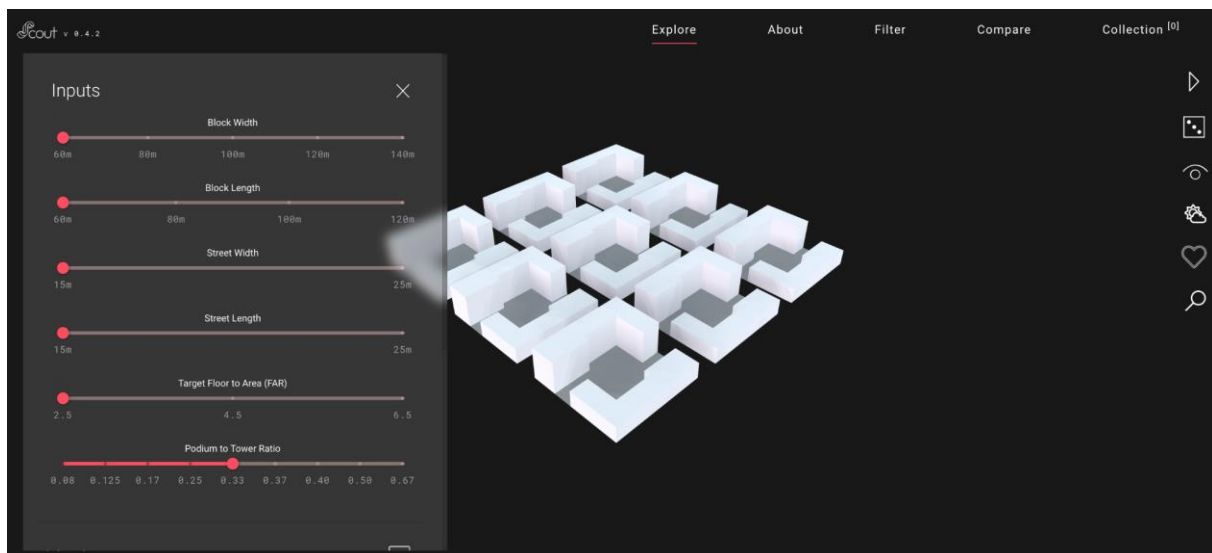 Scout v 0.4.2
Explore About Filter Compare Collection [0]
Inputs
Block Width
60m 80m 100m 120m 140m
Block Length
60m 80m 100m 120m
Street Width
15m 25m
Street Length
15m 25m
Target Floor to Area (FAR)
2.5 4.5 6.5
Podium to Tower Ratio
0.08 0.125 0.17 0.25 0.33 0.37 0.40 0.50 0.67